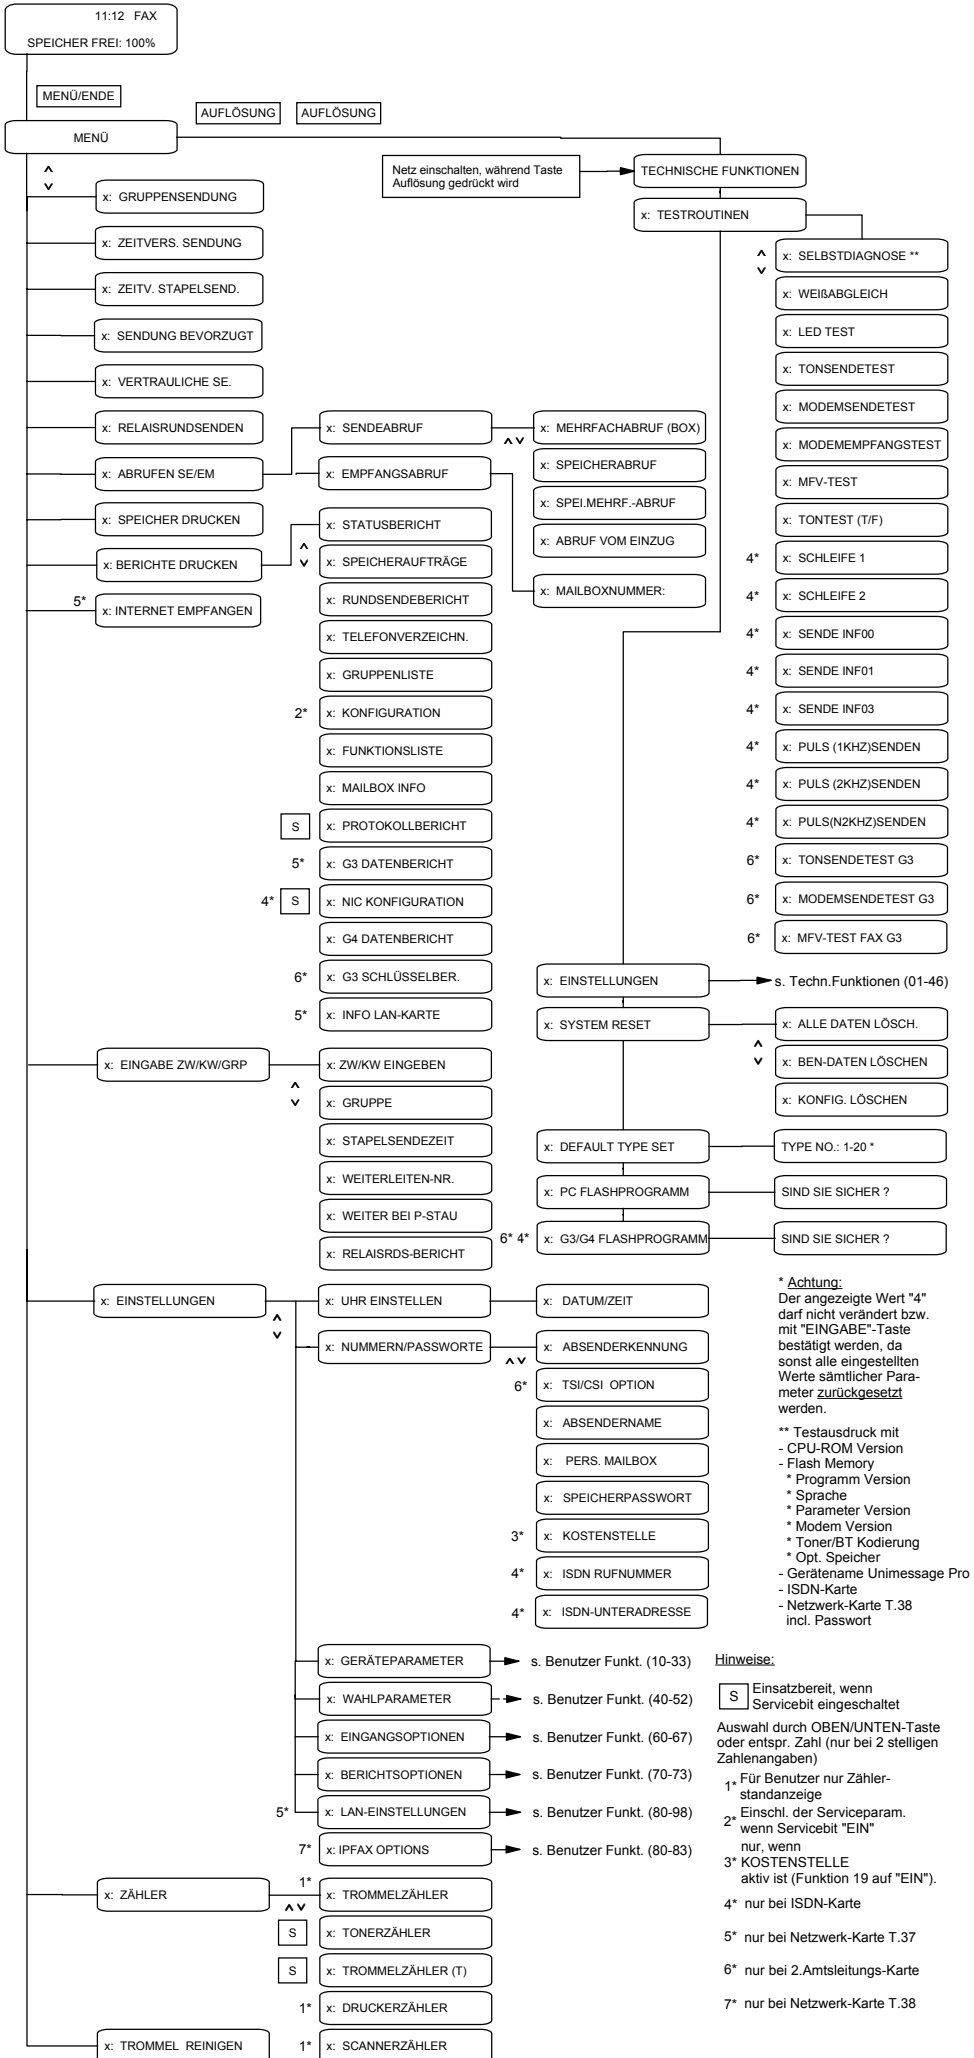 11:12 FAX
SPEICHER FREI: 100%
MENÜ/ENDE
AUFLÖSUNG
AUFLÖSUNG
MENÜ
Netz einschalten, während Taste
Auflösung gedrückt wird
TECHNISCHE FUNKTIONEN
x: TESTROUTINEN
x: GRUPPENSENDUNG
x: ZEITVERS. SENDUNG
x: ZEITV. STAPELSEND.
x: SENDUNG BEVORZUGT
x: VERTRAULICHE SE.
x: RELAISRUNDSENDEN
x: ABRUFEN SE/EM
x: SPEICHER DRUCKEN
x: BERICHTE DRUCKEN
5*
x: INTERNET EMPFANGEN
x: SENDEABRUF
x: EMPFANGSABRUF
x: MEHRFACHABRUF (BOX)
x: SPEICHERABRUF
x: SPEI.MEHRF.-ABRUF
x: ABRUF VOM EINZUG
x: MAILBOXNUMMER:
x: STATUSBERICHT
x: SPEICHERAUFTRÄGE
x: RUNDSENDEBERICHT
x: TELEFONVERZEICHN.
x: GRUPPENLISTE
2* x: KONFIGURATION
x: FUNKTIONSLISTE
x: MAILBOX INFO
S x: PROTOKOLLBERICHT
5* x: G3 DATENBERICHT
4* S x: NIC KONFIGURATION
x: G4 DATENBERICHT
6* x: G3 SCHLÜSSELBER.
5* x: INFO LAN-KARTE
x: SELBSTDIAGNOSE **
x: WEIßABGLEICH
x: LED TEST
x: TONSENDETEST
x: MODEMSENDETEST
x: MODEMEMPFANGSTEST
x: MFV-TEST
x: TONTEST (T/F)
4* x: SCHLEIFE 1
4* x: SCHLEIFE 2
4* x: SENDE INF00
4* x: SENDE INF01
4* x: SENDE INF03
4* x: PULS (1KHZ)SENDEN
4* x: PULS (2KHZ)SENDEN
4* x: PULS(N2KHZ)SENDEN
6* x: TONSENDETEST G3
6* x: MODEMSENDETEST G3
6* x: MFV-TEST FAX G3
x: EINSTELLUNGEN
s. Techn.Funktionen (01-46)
x: SYSTEM RESET
x: ALLE DATEN LÖSCH.
x: BEN-DATEN LÖSCHEN
x: KONFIG. LÖSCHEN
x: DEFAULT TYPE SET
TYPE NO.: 1-20 *
x: PC FLASHPROGRAMM
SIND SIE SICHER ?
6* 4* x: G3/G4 FLASHPROGRAMM
SIND SIE SICHER ?
x: EINGABE ZW/KW/GRP
x: ZW/KW EINGEBEN
x: GRUPPE
x: STAPELSENDEZEIT
x: WEITERLEITEN-NR.
x: WEITER BEI P-STAU
x: RELAISRDS-BERICHT
x: EINSTELLUNGEN
x: UHR EINSTELLEN
x: DATUM/ZEIT
x: NUMMERN/PASSWORTE
x: ABSENDERKENNUNG
6* x: TSI/CSI OPTION
x: ABSENDERNAME
x: PERS. MAILBOX
x: SPEICHERPASSWORT
3* x: KOSTENSTELLE
4* x: ISDN RUFNUMMER
4* x: ISDN-UNTERADRESSE
x: GERÄTEPARAMETER
s. Benutzer Funkt. (10-33)
x: WAHLPARAMETER
s. Benutzer Funkt. (40-52)
x: EINGANGSOPTIONEN
s. Benutzer Funkt. (60-67)
x: BERICHTSOPTIONEN
s. Benutzer Funkt. (70-73)
5* x: LAN-EINSTELLUNGEN
s. Benutzer Funkt. (80-98)
7* x: IPFAX OPTIONS
s. Benutzer Funkt. (80-83)
x: ZÄHLER
1* x: TROMMELZÄHLER
S x: TONERZÄHLER
S x: TROMMELZÄHLER (T)
1* x: DRUCKERZÄHLER
x: TROMMEL REINIGEN
1* x: SCANNERZÄHLER
* Achtung:
Der angezeigte Wert "4"
darf nicht verändert bzw.
mit "EINGABE"-Taste
bestätigt werden, da
sonst alle eingestellten
Werte sämtlicher Para-
meter zurückgesetzt
werden.
** Testausdruck mit
- CPU-ROM Version
- Flash Memory
* Programm Version
* Sprache
* Parameter Version
* Modem Version
* Toner/BT Kodierung
* Opt. Speicher
- Gerätename Unimessage Pro
- ISDN-Karte
- Netzwerk-Karte T.38
incl. Passwort
Hinweise:
S Einsatzbereit, wenn
Servicebit eingeschaltet
Auswahl durch OBEN/UNTEN-Taste
oder entspr. Zahl (nur bei 2 stelligen
Zahlenangaben)
1* Für Benutzer nur Zähler-
standanzeige
2* Einschl. der Serviceparam.
wenn Servicebit "EIN"
nur, wenn
3* KOSTENSTELLE
aktiv ist (Funktion 19 auf "EIN").
4* nur bei ISDN-Karte
5* nur bei Netzwerk-Karte T.37
6* nur bei 2.Amtsleitungs-Karte
7* nur bei Netzwerk-Karte T.38